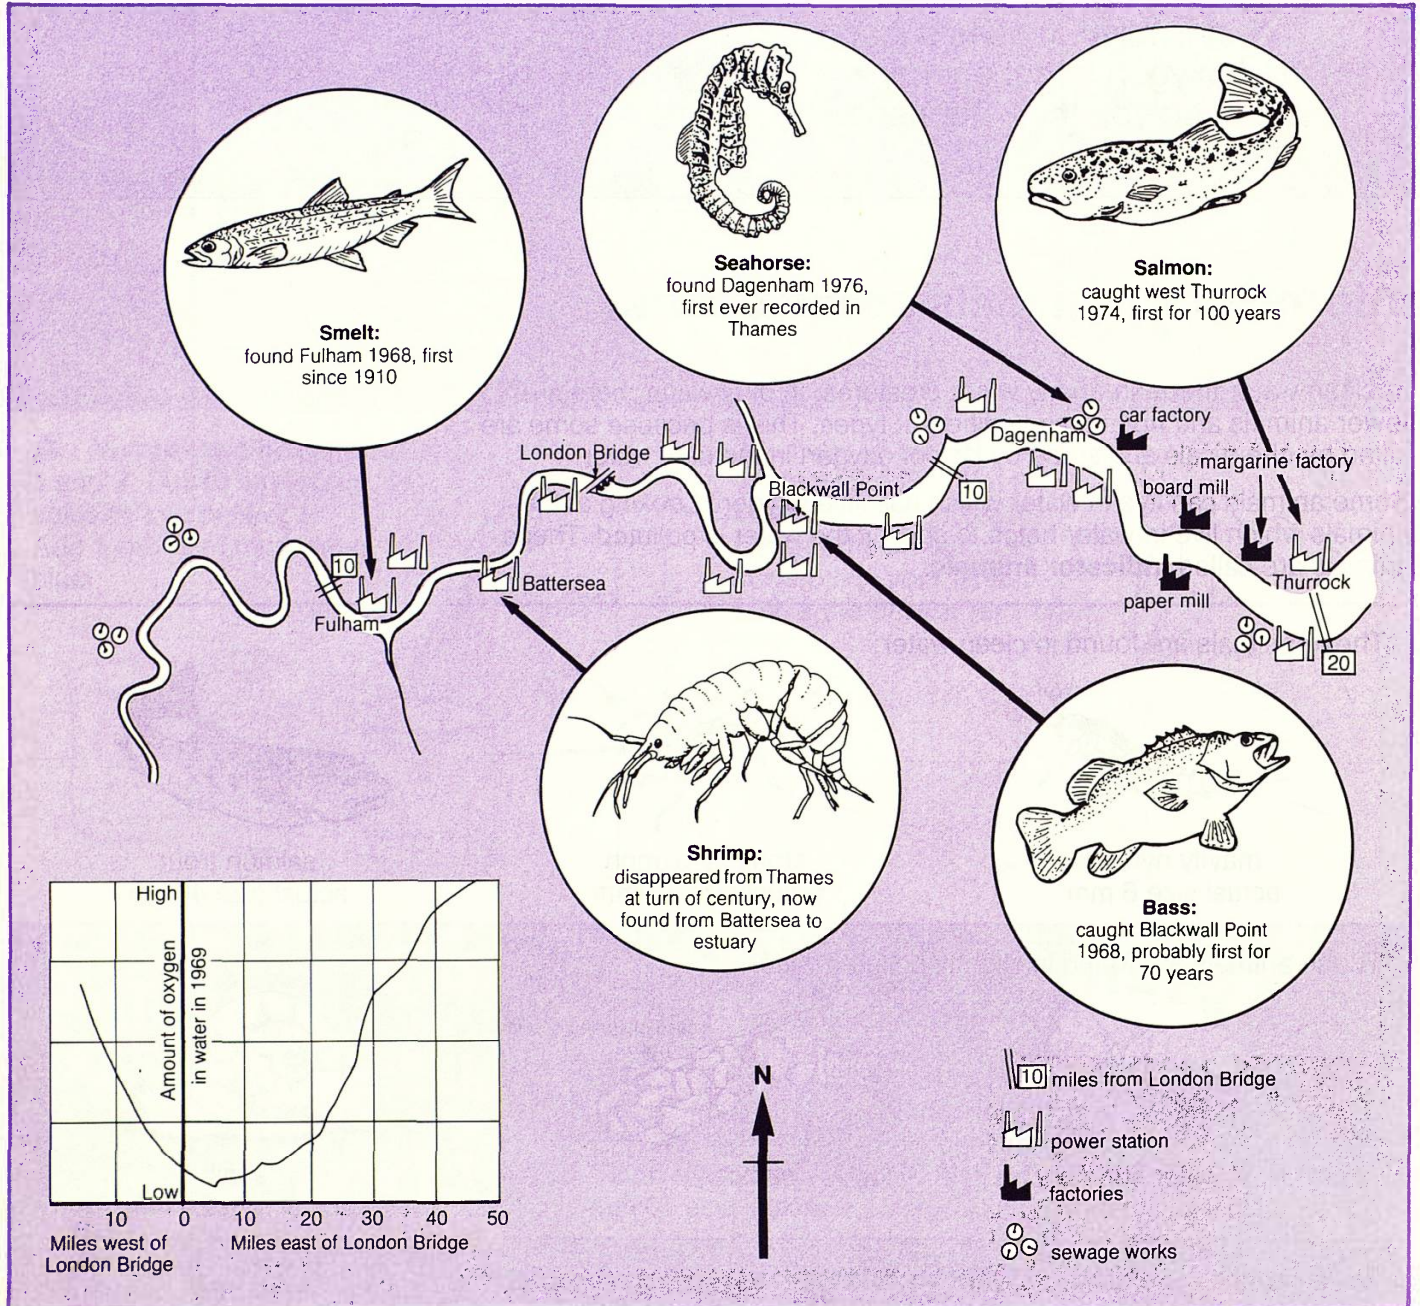 Smelt:
found Fulham 1968, first
since 1910
Seahorse:
found Dagenham 1976,
first ever recorded in
Thames
Salmon:
caught west Thurrock
1974, first for 100 years
London Bridge
Blackwall Point
Dagenham
car factory
margarine factory
board mill
paper mill
Thurrock
10
10
20
Fulham
Battersea
Shrimp:
disappeared from Thames
at turn of century, now
found from Battersea to
estuary
Bass:
caught Blackwall Point
1968, probably first for
70 years
High
Amount of oxygen
in water in 1969
Low
10 0 10 20 30 40 50
Miles west of
London Bridge
Miles east of London Bridge
N
10 miles from London Bridge
power station
factories
sewage works